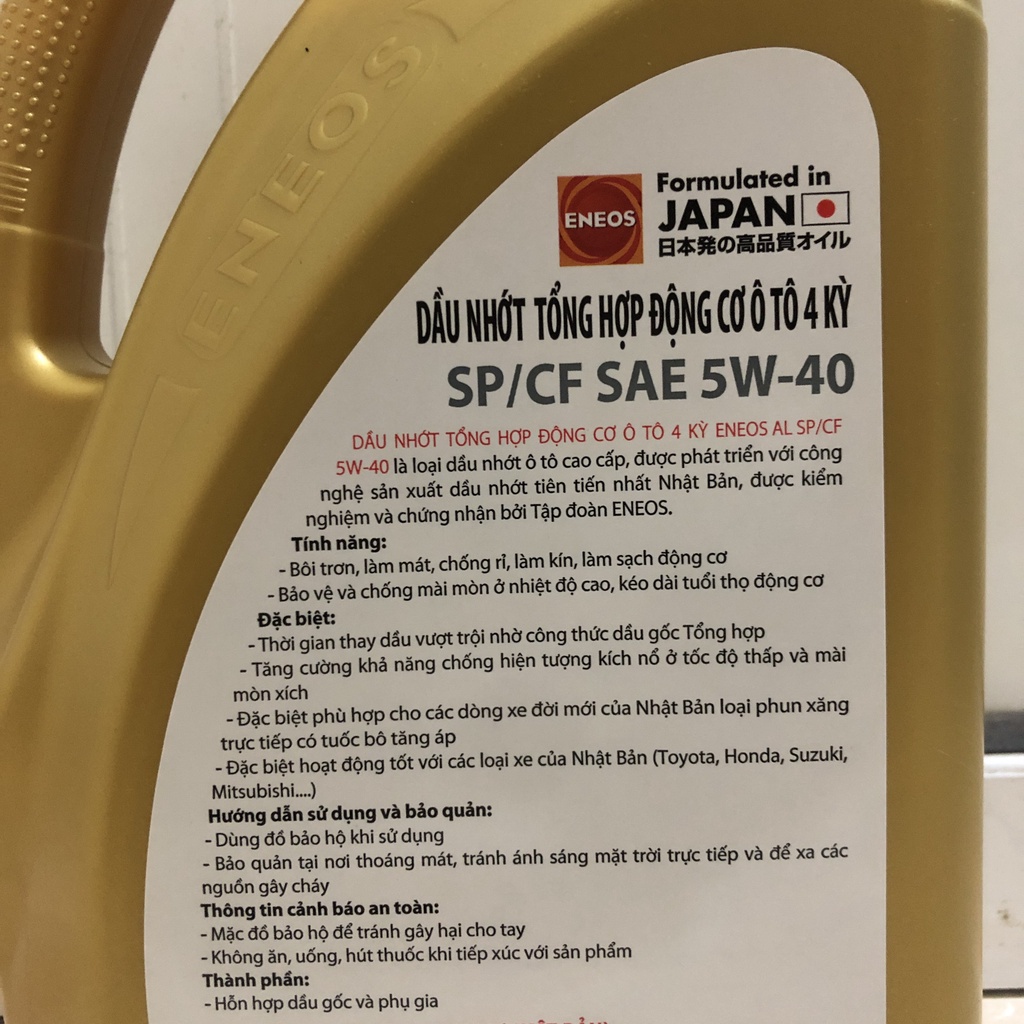 ENEOS
ENEOS
Formulated in
JAPAN
日本発の高品質オイル
DẦU NHỚT TỔNG HỢP ĐỘNG CƠ Ô TÔ 4 KỲ
SP/CF SAE 5W-40
DẦU NHỚT TỔNG HỢP ĐỘNG CƠ Ô TÔ 4 KỲ ENEOS AL SP/CF
5W-40 là loại dầu nhớt ô tô cao cấp, được phát triển với công
nghệ sản xuất dầu nhớt tiên tiến nhất Nhật Bản, được kiểm
nghiệm và chứng nhận bởi Tập đoàn ENEOS.
Tính năng:
- Bôi trơn, làm mát, chống rỉ, làm kín, làm sạch động cơ
- Bảo vệ và chống mài mòn ở nhiệt độ cao, kéo dài tuổi thọ động cơ
Đặc biệt:
- Thời gian thay dầu vượt trội nhờ công thức dầu gốc Tổng hợp
- Tăng cường khả năng chống hiện tượng kích nổ ở tốc độ thấp và mài
mòn xích
- Đặc biệt phù hợp cho các dòng xe đời mới của Nhật Bản loại phun xăng
trực tiếp có tuốc bô tăng áp
- Đặc biệt hoạt động tốt với các loại xe của Nhật Bản (Toyota, Honda, Suzuki,
Mitsubishi....)
Hướng dẫn sử dụng và bảo quản:
- Dùng đồ bảo hộ khi sử dụng
- Bảo quản tại nơi thoáng mát, tránh ánh sáng mặt trời trực tiếp và để xa các
nguồn gây cháy
Thông tin cảnh báo an toàn:
- Mặc đồ bảo hộ để tránh gây hại cho tay
- Không ăn, uống, hút thuốc khi tiếp xúc với sản phẩm
Thành phần:
- Hỗn hợp dầu gốc và phụ gia